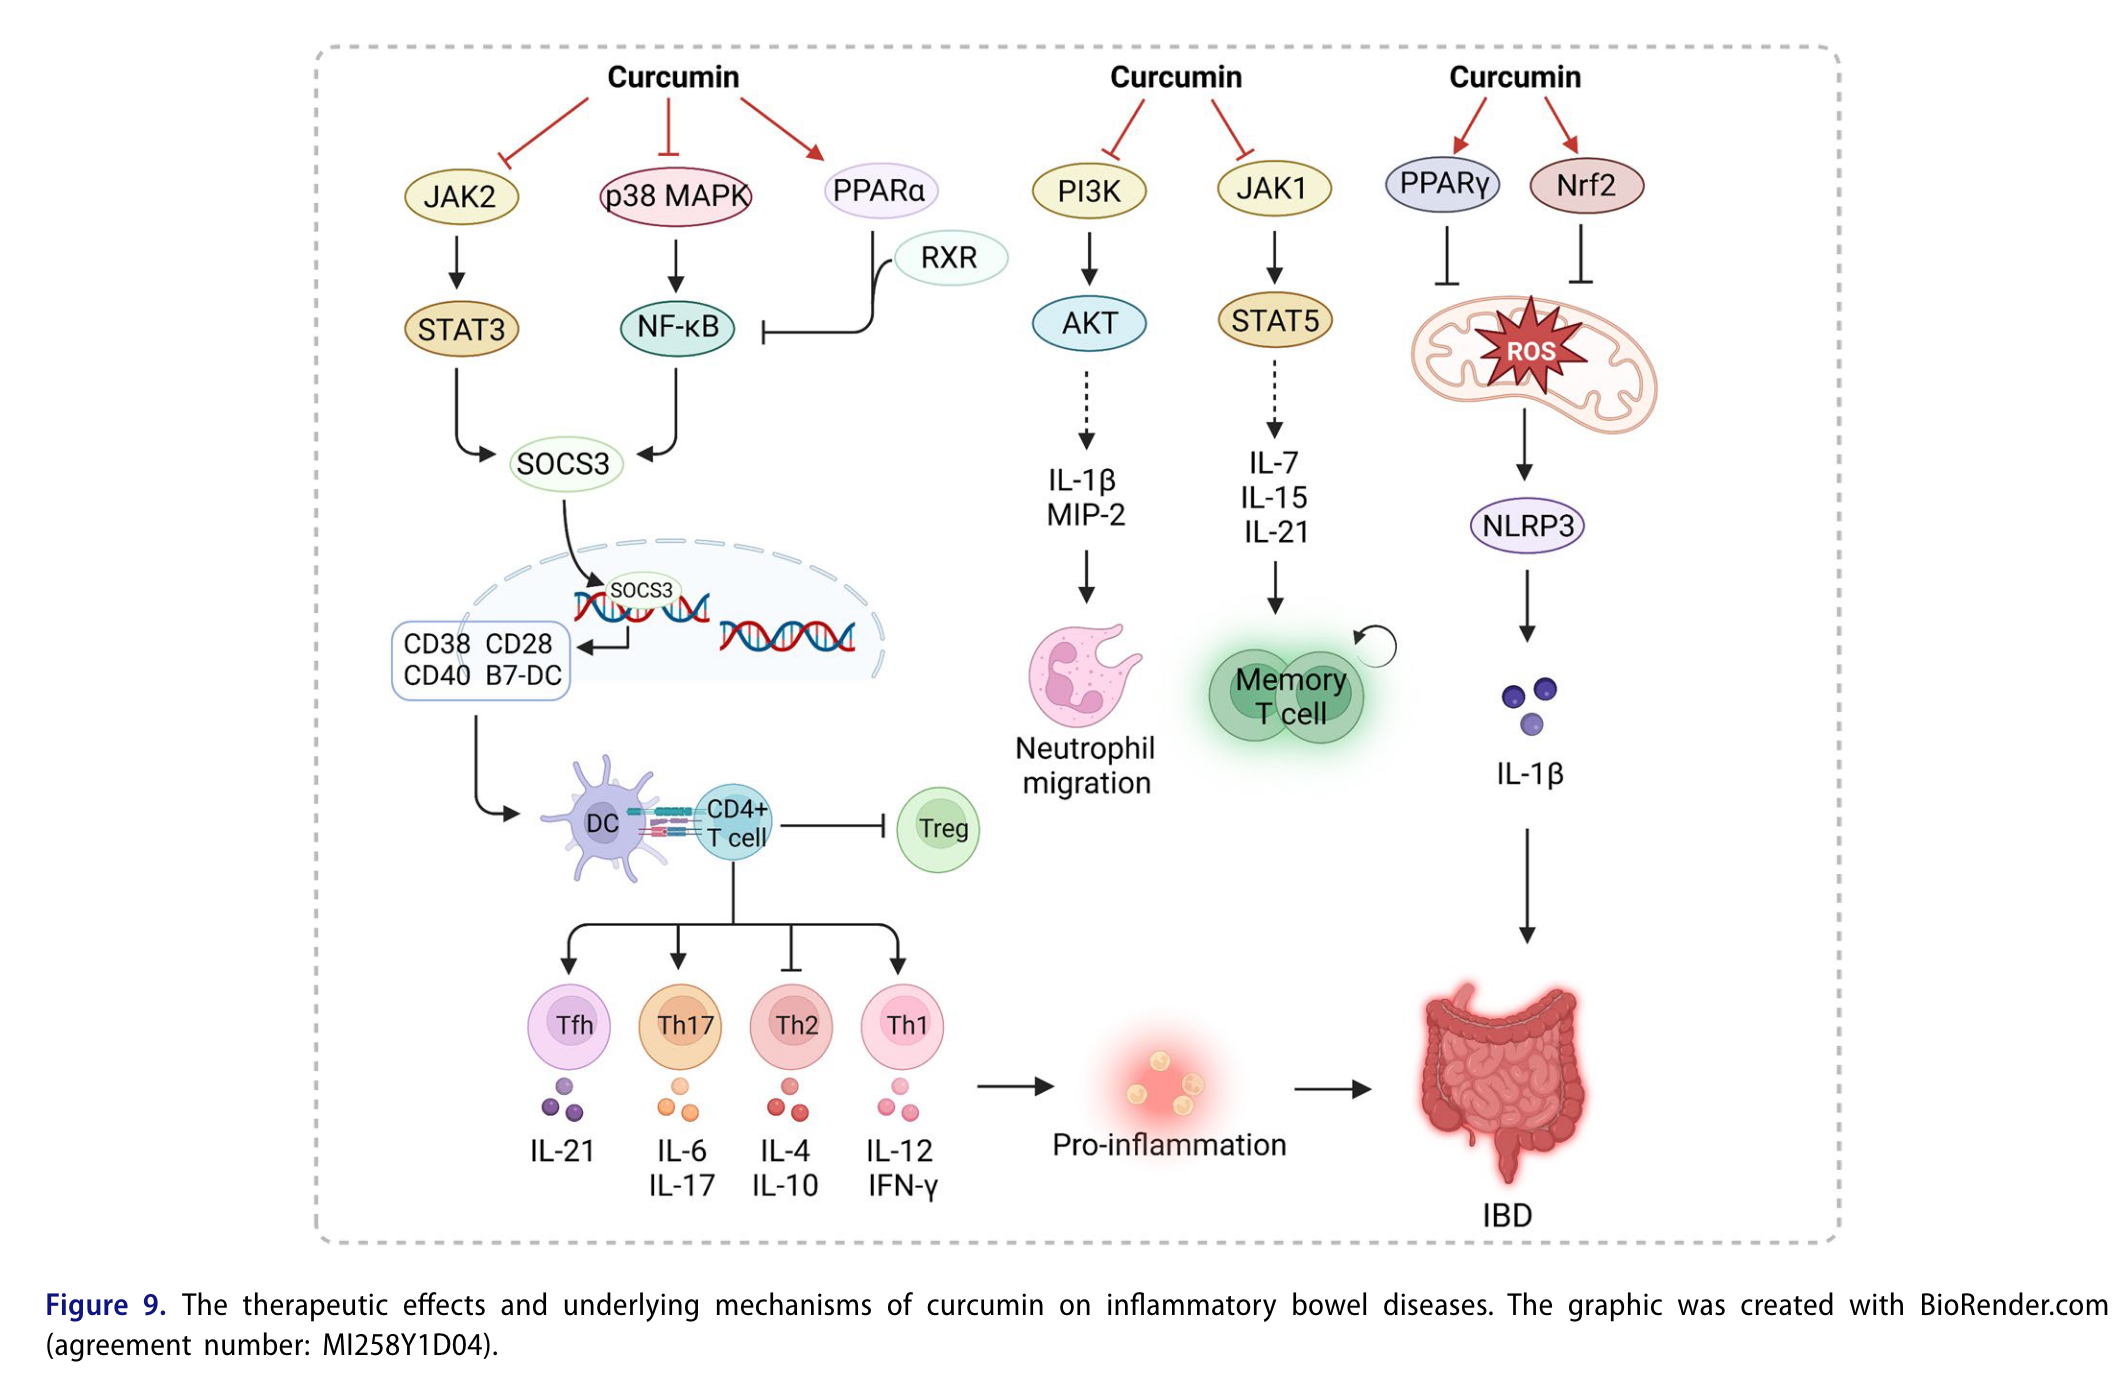 Curcumin
Curcumin
Curcumin
JAK2
p38 MAPK
PPARα
RXR
PI3K
JAK1
PPARγ
Nrf2
STAT3
NF-κB
AKT
STAT5
ROS
SOCS3
IL-1β
MIP-2
IL-7
IL-15
IL-21
NLRP3
SOCS3
CD38 CD28
CD40 B7-DC
Neutrophil
migration
Memory
T cell
IL-1β
DC
CD4+
T cell
Treg
Tfh
Th17
Th2
Th1
IL-21
IL-6
IL-17
IL-4
IL-10
IL-12
IFN-γ
Pro-inflammation
IBD
Figure 9. The therapeutic effects and underlying mechanisms of curcumin on inflammatory bowel diseases. The graphic was created with BioRender.com
(agreement number: MI258Y1D04).